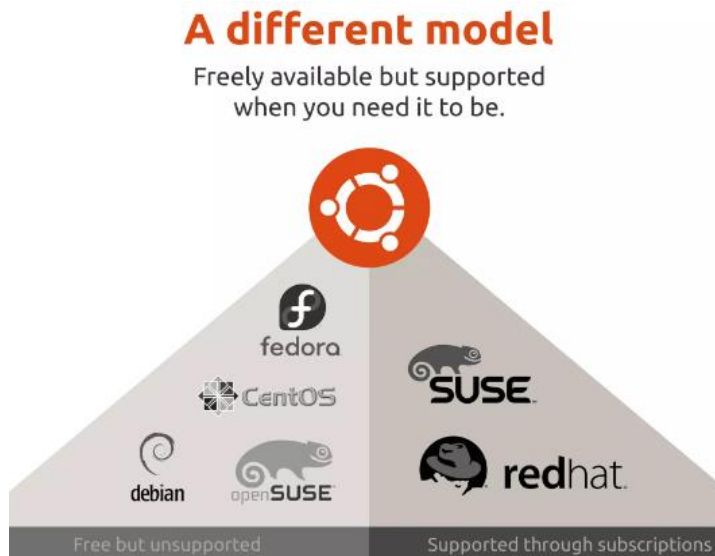 A different model
Freely available but supported
when you need it to be.
fedora
CentOS
SUSE
debian
openSUSE
redhat
Free but unsupported
Supported through subscriptions